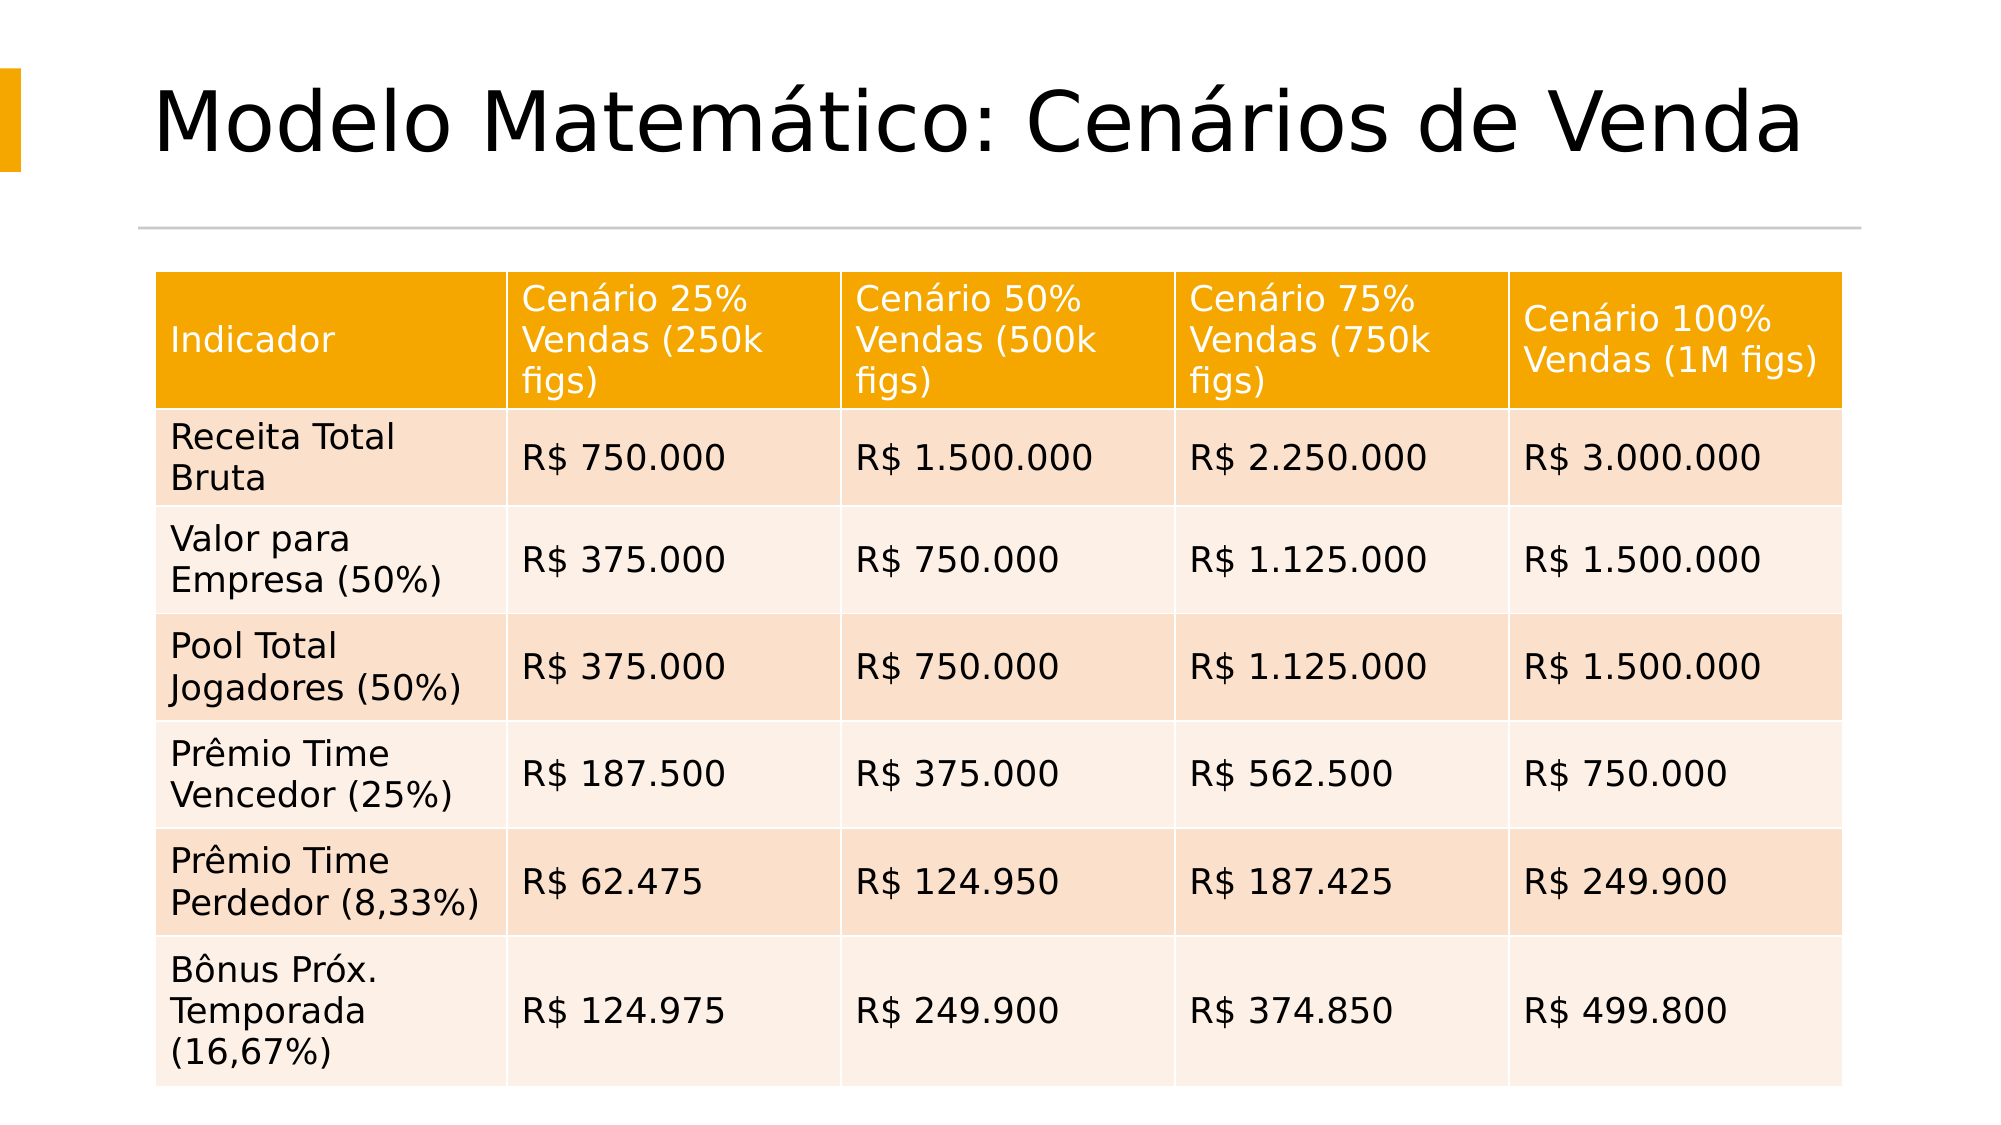 Modelo Matemático: Cenários de Venda
Indicador
Cenário 25%
Vendas (250k
figs)
Cenário 50%
Vendas (500k
figs)
Cenário 75%
Vendas (750k
figs)
Cenário 100%
Vendas (1M figs)
Receita Total
Bruta
R$ 750.000
R$ 1.500.000
R$ 2.250.000
R$ 3.000.000
Valor para
Empresa (50%)
R$ 375.000
R$ 750.000
R$ 1.125.000
R$ 1.500.000
Pool Total
Jogadores (50%)
R$ 375.000
R$ 750.000
R$ 1.125.000
R$ 1.500.000
Prêmio Time
Vencedor (25%)
R$ 187.500
R$ 375.000
R$ 562.500
R$ 750.000
Prêmio Time
Perdedor (8,33%)
R$ 62.475
R$ 124.950
R$ 187.425
R$ 249.900
Bônus Próx.
Temporada
(16,67%)
R$ 124.975
R$ 249.900
R$ 374.850
R$ 499.800